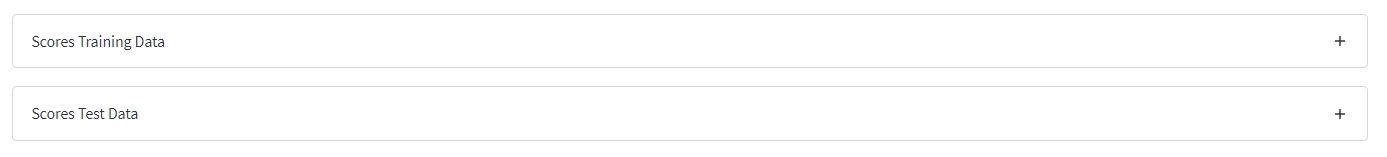 Scores Training Data +
Scores Test Data +